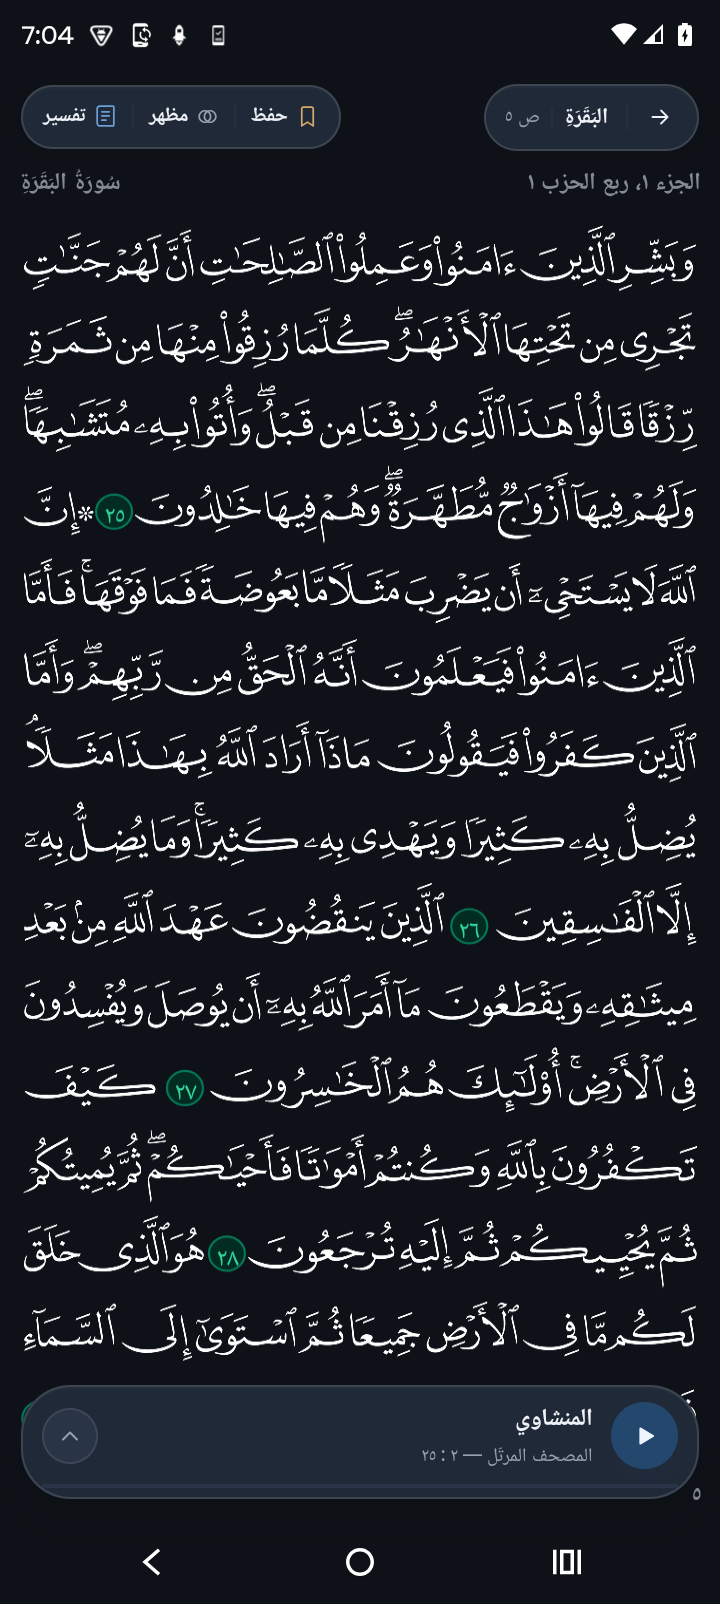 7:04
البَقَرَةِ ص ٥
حفظ مظهر تفسير
الجزء ١، ربع الحزب ١
سُورَةُ البَقَرَةِ
وَبَشِّرِ ٱلَّذِينَ ءَامَنُوا۟ وَعَمِلُوا۟ ٱلصَّـٰلِحَـٰتِ أَنَّ لَهُمْ جَنَّـٰتٍ
تَجْرِى مِن تَحْتِهَا ٱلْأَنْهَـٰرُ ۖ كُلَّمَا رُزِقُوا۟ مِنْهَا مِن ثَمَرَةٍ
رِّزْقًا قَالُوا۟ هَـٰذَا ٱلَّذِى رُزِقْنَا مِن قَبْلُ ۖ وَأُتُوا۟ بِهِۦ مُتَشَـٰبِهًا ۖ
وَلَهُمْ فِيهَآ أَزْوَٰجٌ مُّطَهَّرَةٌ ۖ وَهُمْ فِيهَا خَـٰلِدُونَ ٢٥ ۞ إِنَّ
ٱللَّهَ لَا يَسْتَحْىِۦٓ أَن يَضْرِبَ مَثَلًا مَّا بَعُوضَةً فَمَا فَوْقَهَا ۚ فَأَمَّا
ٱلَّذِينَ ءَامَنُوا۟ فَيَعْلَمُونَ أَنَّهُ ٱلْحَقُّ مِن رَّبِّهِمْ ۖ وَأَمَّا
ٱلَّذِينَ كَفَرُوا۟ فَيَقُولُونَ مَاذَآ أَرَادَ ٱللَّهُ بِهَـٰذَا مَثَلًا ۘ
يُضِلُّ بِهِۦ كَثِيرًا وَيَهْدِى بِهِۦ كَثِيرًا ۚ وَمَا يُضِلُّ بِهِۦٓ
إِلَّا ٱلْفَـٰسِقِينَ ٢٦ ٱلَّذِينَ يَنقُضُونَ عَهْدَ ٱللَّهِ مِنۢ بَعْدِ
مِيثَـٰقِهِۦ وَيَقْطَعُونَ مَآ أَمَرَ ٱللَّهُ بِهِۦٓ أَن يُوصَلَ وَيُفْسِدُونَ
فِى ٱلْأَرْضِ ۚ أُو۟لَـٰٓئِكَ هُمُ ٱلْخَـٰسِرُونَ ٢٧ كَيْفَ
تَكْفُرُونَ بِٱللَّهِ وَكُنتُمْ أَمْوَٰتًا فَأَحْيَـٰكُمْ ۖ ثُمَّ يُمِيتُكُمْ
ثُمَّ يُحْيِيكُمْ ثُمَّ إِلَيْهِ تُرْجَعُونَ ٢٨ هُوَ ٱلَّذِى خَلَقَ
لَكُم مَّا فِى ٱلْأَرْضِ جَمِيعًا ثُمَّ ٱسْتَوَىٰٓ إِلَى ٱلسَّمَآءِ
المنشاوي
المصحف المرتّل — ٢ : ٢٥
٥